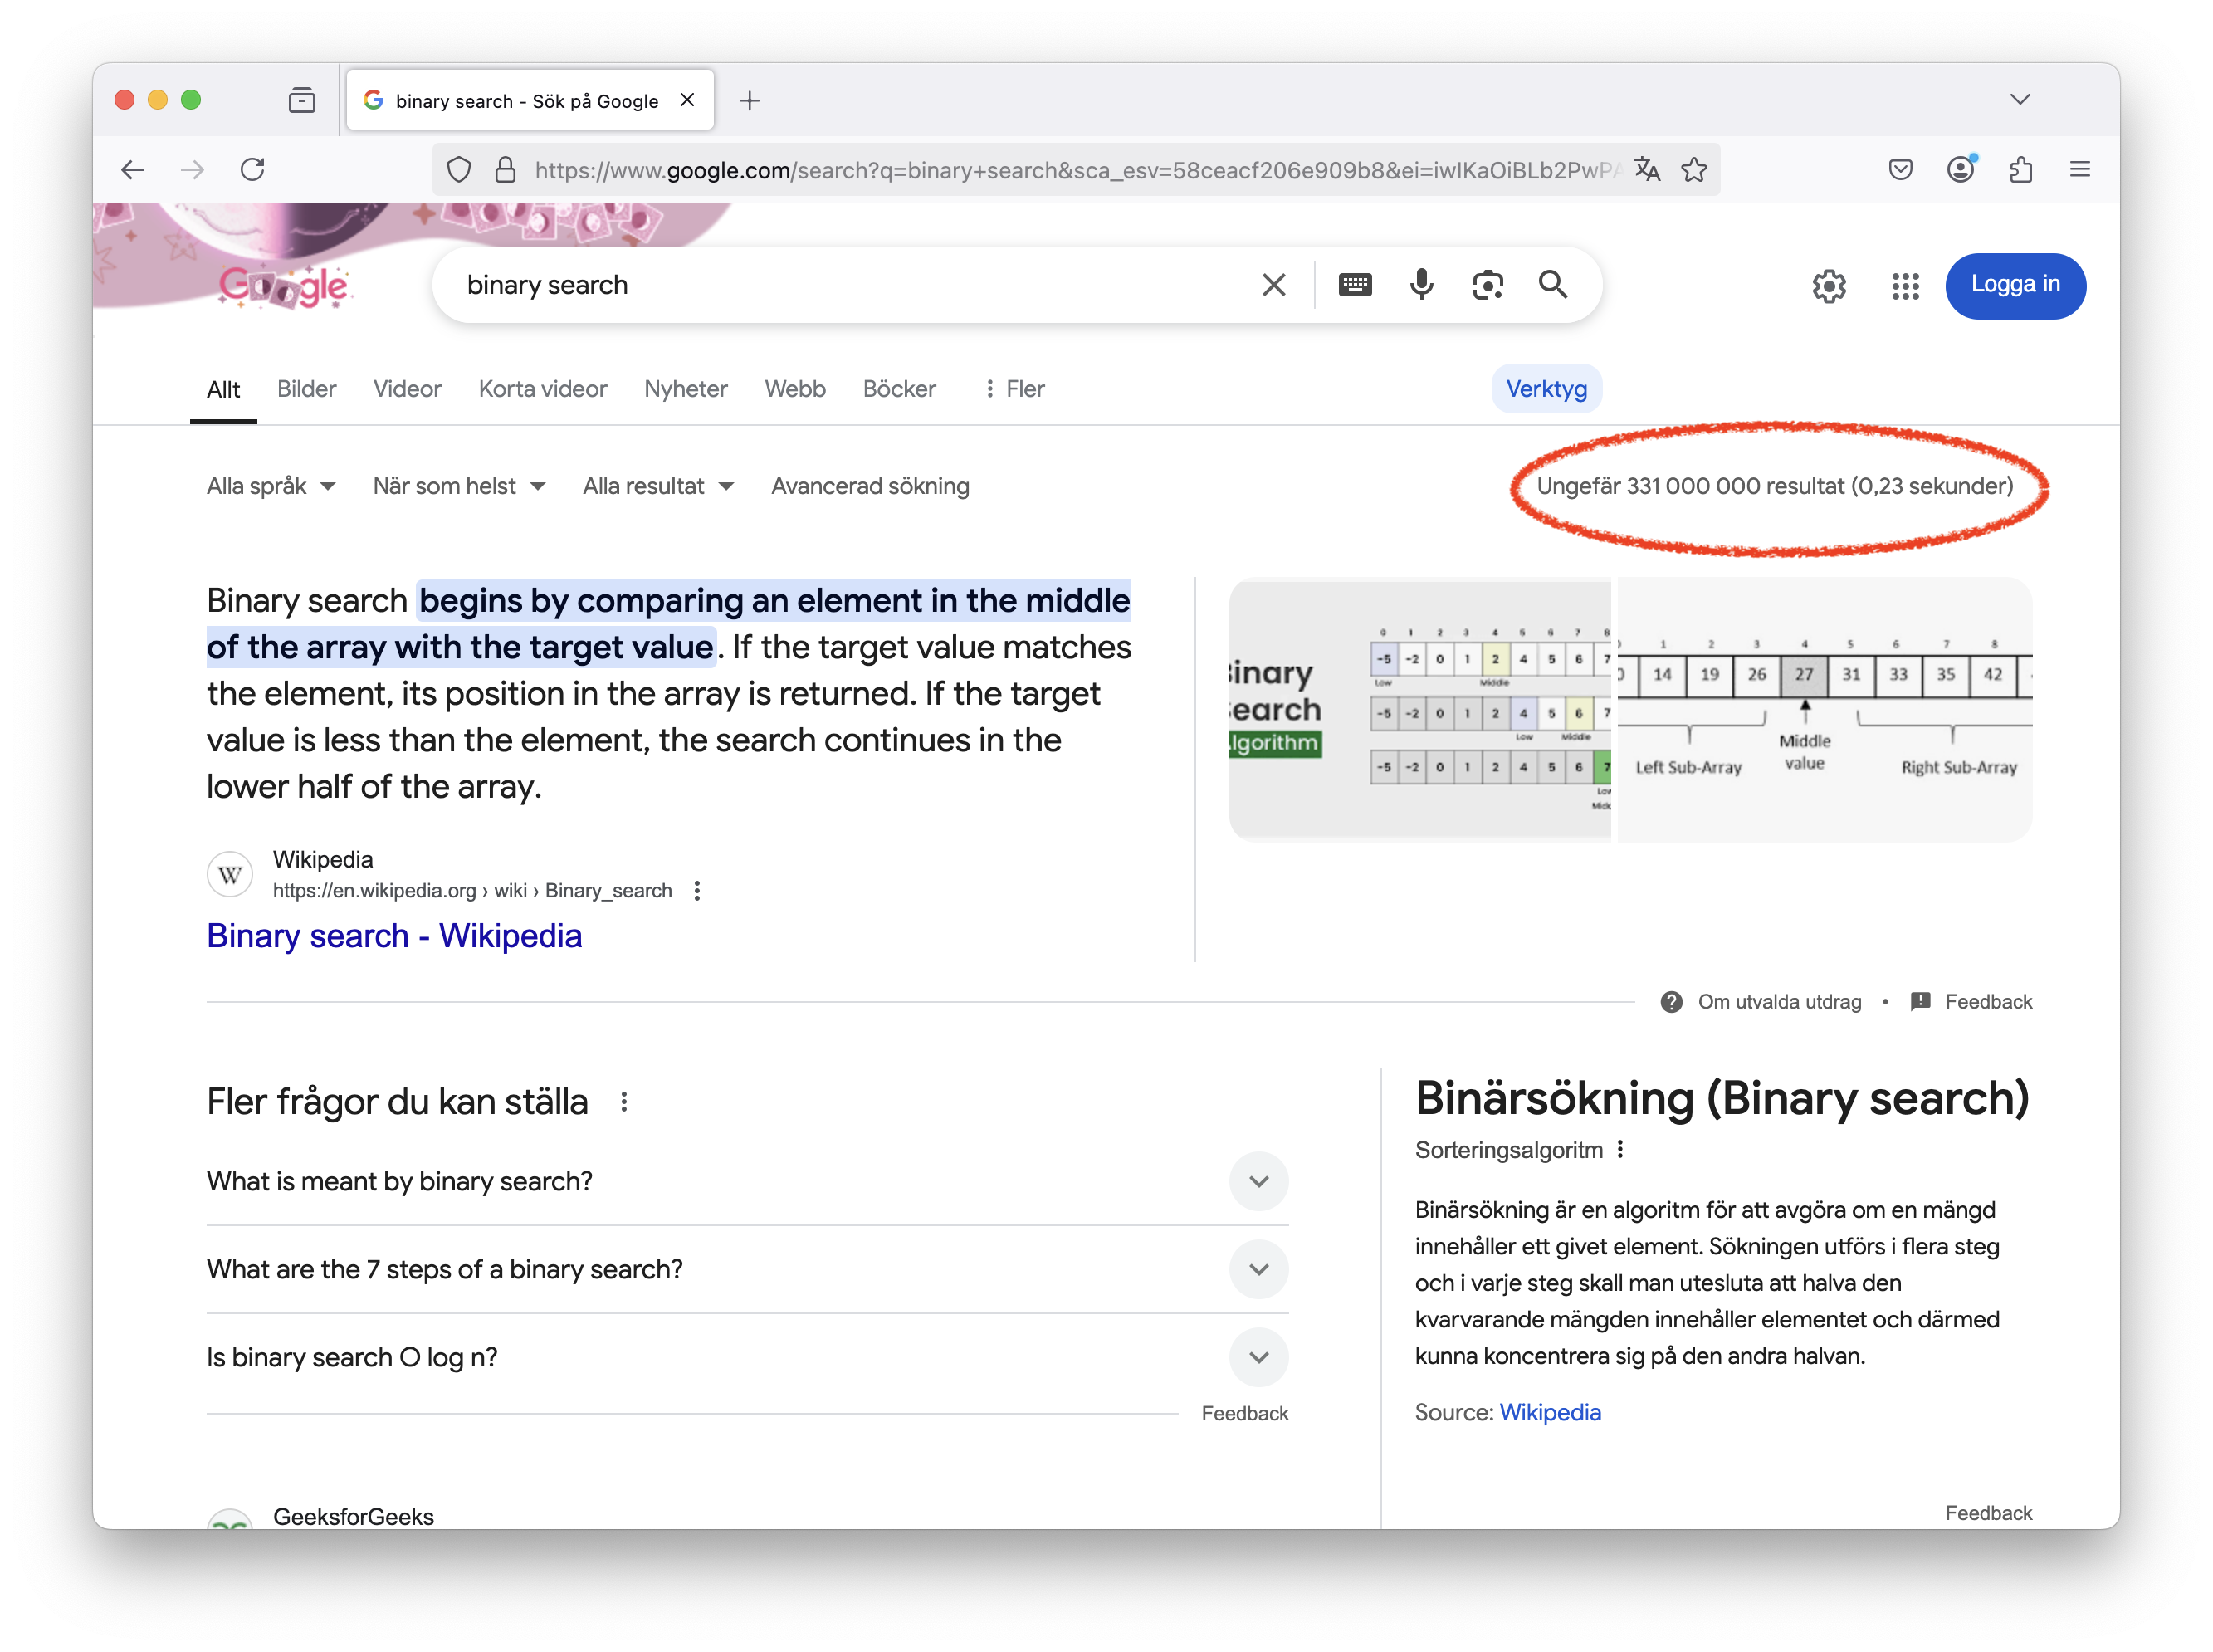 binary search - Sök på Google
https://www.google.com/search?q=binary+search&sca_esv=58ceacf206e909b8&ei=iwIKaOiBLb2PwPA
Google
binary search
Logga in
Allt Bilder Videor Korta videor Nyheter Webb Böcker Fler Verktyg
Alla språk När som helst Alla resultat Avancerad sökning Ungefär 331 000 000 resultat (0,23 sekunder)
Binary search begins by comparing an element in the middle
of the array with the target value. If the target value matches
the element, its position in the array is returned. If the target
value is less than the element, the search continues in the
lower half of the array.
inary
earch
lgorithm
0 1 2 3 4 5 6 7 8
-5 -2 0 1 2 4 5 6 7
Low Middle
-5 -2 0 1 2 4 5 6 7
Low Middle
-5 -2 0 1 2 4 5 6 7
Low
1 2 3 4 5 6 7 8
14 19 26 27 31 33 35 42
Middle
value
Left Sub-Array Right Sub-Array
W
Wikipedia
https://en.wikipedia.org › wiki › Binary_search
Binary search - Wikipedia
Om utvalda utdrag • Feedback
Fler frågor du kan ställa
What is meant by binary search?
What are the 7 steps of a binary search?
Is binary search O log n?
Feedback
Binärsökning (Binary search)
Sorteringsalgoritm
Binärsökning är en algoritm för att avgöra om en mängd
innehåller ett givet element. Sökningen utförs i flera steg
och i varje steg skall man utesluta att halva den
kvarvarande mängden innehåller elementet och därmed
kunna koncentrera sig på den andra halvan.
Source: Wikipedia
Feedback
GeeksforGeeks